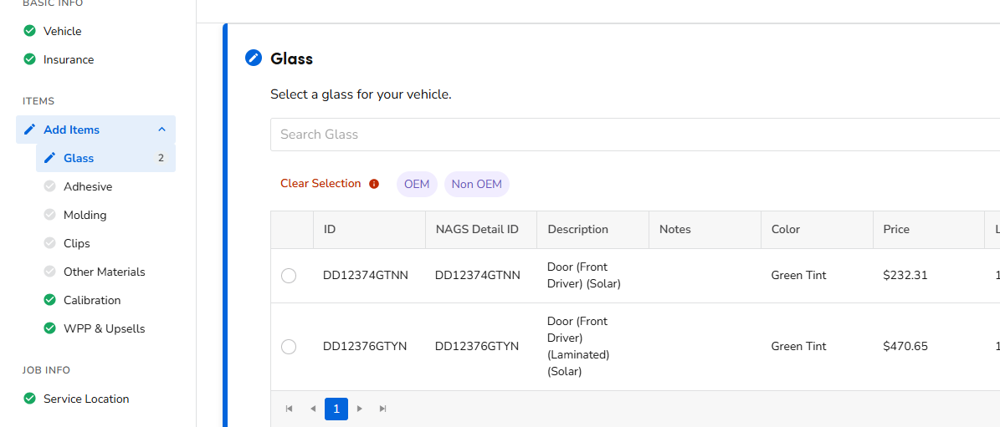 BASIC INFO
Vehicle
Insurance
ITEMS
Add Items
Glass 2
Adhesive
Molding
Clips
Other Materials
Calibration
WPP & Upsells
JOB INFO
Service Location
Glass
Select a glass for your vehicle.
Search Glass
Clear Selection OEM Non OEM
ID NAGS Detail ID Description Notes Color Price L
DD12374GTNN DD12374GTNN Door (Front Driver) (Solar) Green Tint $232.31 1
DD12376GTYN DD12376GTYN Door (Front Driver) (Laminated) (Solar) Green Tint $470.65 1
1